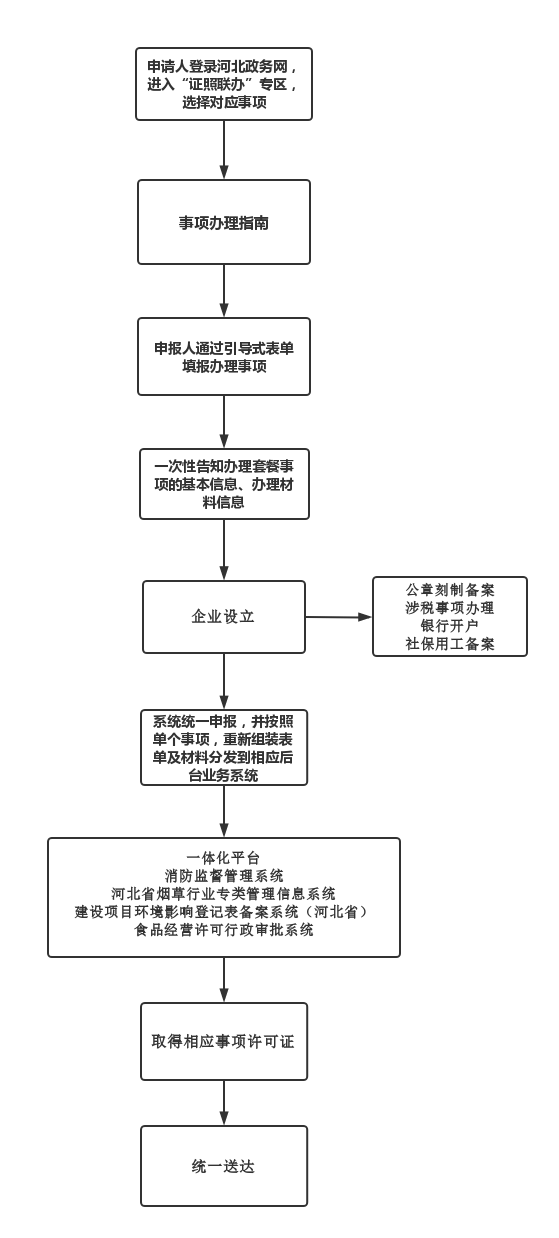 申请人登录河北政务网，
进入“证照联办”专区，
选择对应事项
事项办理指南
申报人通过引导式表单
填报办理事项
一次性告知办理套餐事
项的基本信息、办理材
料信息
企业设立
公章刻制备案
涉税事项办理
银行开户
社保用工备案
系统统一申报，并按照
单个事项，重新组装表
单及材料分发到相应后
台业务系统
一体化平台
消防监督管理系统
河北省烟草行业专类管理信息系统
建设项目环境影响登记表备案系统（河北省）
食品经营许可行政审批系统
取得相应事项许可证
统一送达